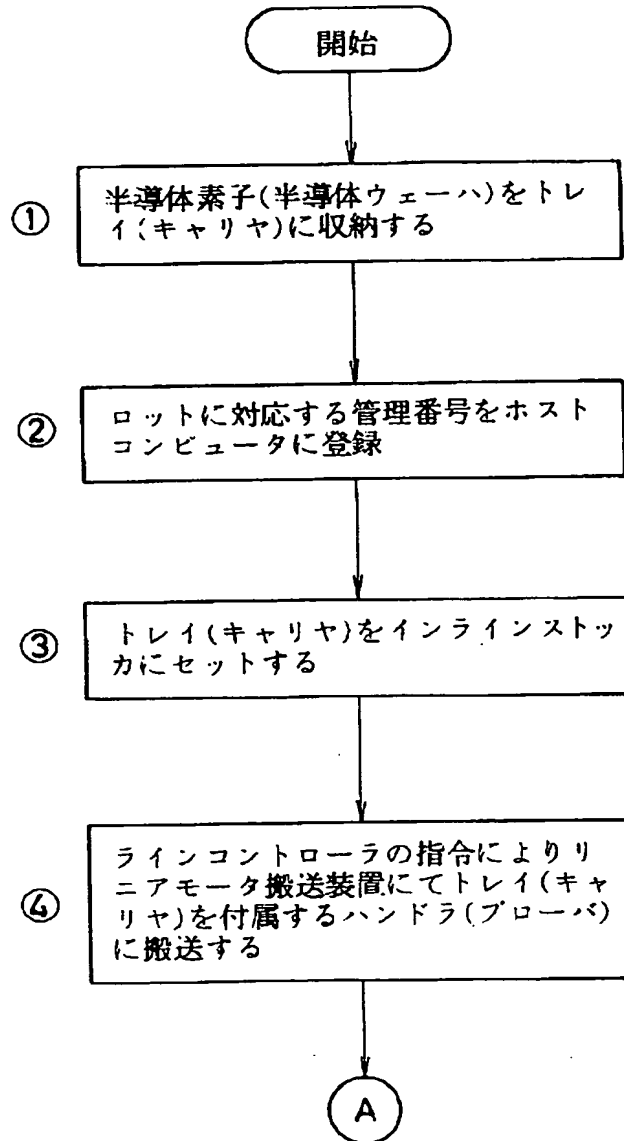 開始
①
半導体素子(半導体ウェーハ)をトレ
イ(キャリヤ)に収納する
②
ロットに対応する管理番号をホスト
コンピュータに登録
③
トレイ(キャリヤ)をインラインストッ
カにセットする
④
ラインコントローラの指令によりリ
ニアモータ搬送装置にてトレイ(キャ
リヤ)を付属するハンドラ(プローバ)
に搬送する
A